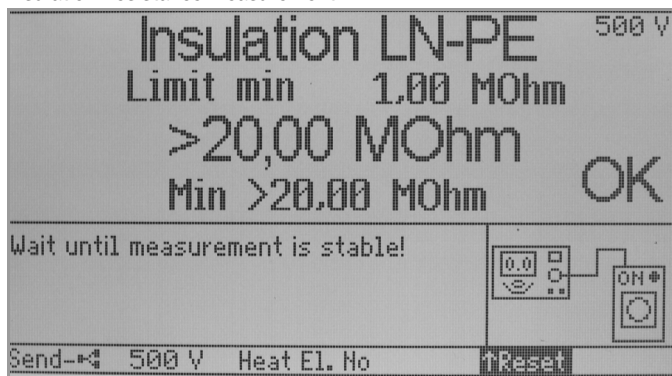 Insulation LN-PE 500 V
Limit min 1,00 MOhm
>20,00 MOhm
Min >20,00 MOhm
OK
Wait until measurement is stable!
0.0
ON
Send- 500 V Heat El. No ↑Reset